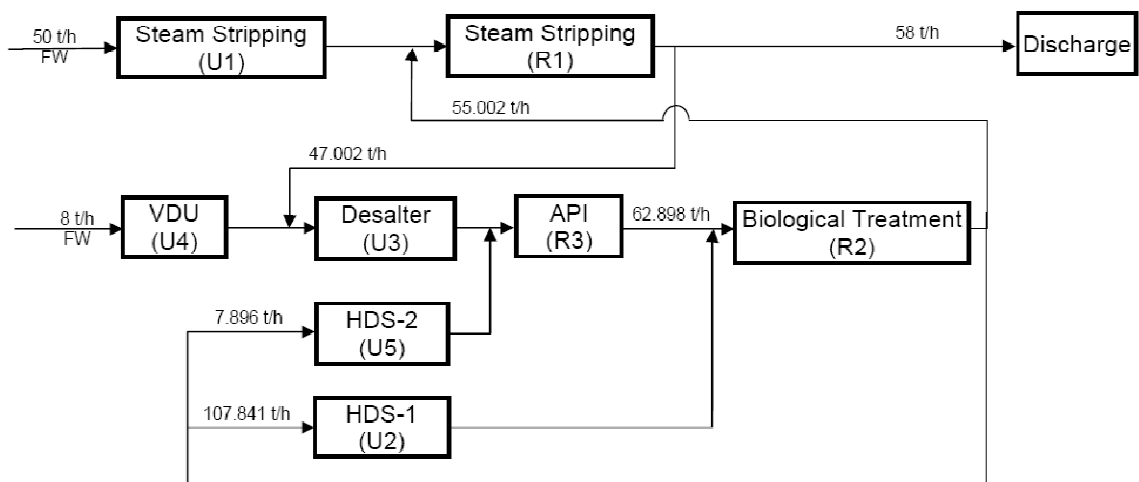 50 t/h
FW
Steam Stripping
(U1)
Steam Stripping
(R1)
58 t/h
Discharge
55.002 t/h
47.002 t/h
8 t/h
FW
VDU
(U4)
Desalter
(U3)
API
(R3)
62.898 t/h
Biological Treatment
(R2)
7.896 t/h
HDS-2
(U5)
107.841 t/h
HDS-1
(U2)